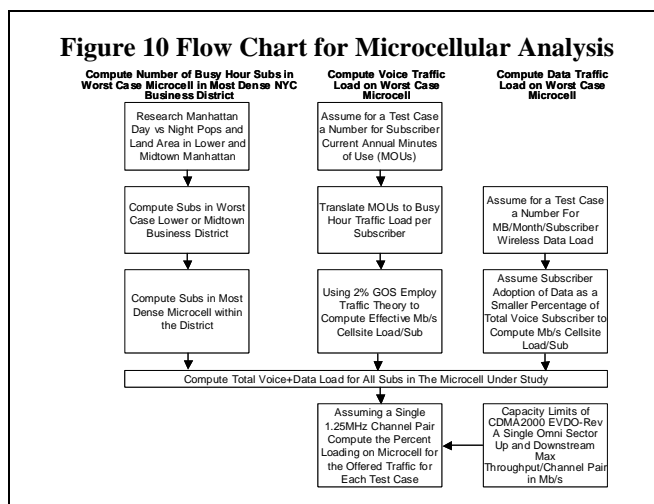 Figure 10 Flow Chart for Microcellular Analysis
Compute Number of Busy Hour Subs in
Worst Case Microcell in Most Dense NYC
Business District
Research Manhattan
Day vs Night Pops and
Land Area in Lower and
Midtown Manhattan
Compute Subs in Worst
Case Lower or Midtown
Business District
Compute Subs in Most
Dense Microcell within
the District
Compute Voice Traffic
Load on Worst Case
Microcell
Assume for a Test Case
a Number for Subscriber
Current Annual Minutes
of Use (MOUs)
Translate MOUs to Busy
Hour Traffic Load per
Subscriber
Using 2% GOS Employ
Traffic Theory to
Compute Effective Mb/s
Cellsite Load/Sub
Compute Data Traffic
Load on Worst Case
Microcell
Assume for a Test Case
a Number For
MB/Month/Subscriber
Wireless Data Load
Assume Subscriber
Adoption of Data as a
Smaller Percentage of
Total Voice Subscriber to
Compute Mb/s Cellsite
Load/Sub
Compute Total Voice+Data Load for All Subs in The Microcell Under Study
Assuming a Single
1.25MHz Channel Pair
Compute the Percent
Loading on Microcell for
the Offered Traffic for
Each Test Case
Capacity Limits of
CDMA2000 EVDO-Rev
A Single Omni Sector
Up and Downstream
Max
Throughput/Channel Pair
in Mb/s